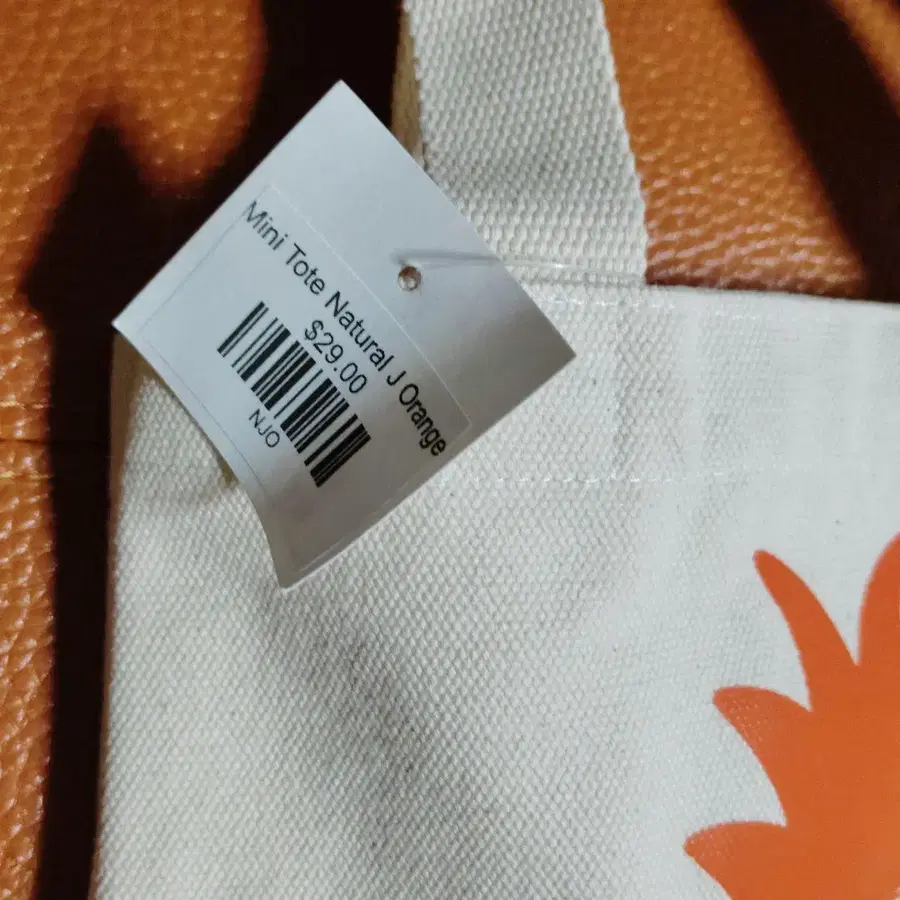 Mini Tote Natural J Orange
$29.00
NJO